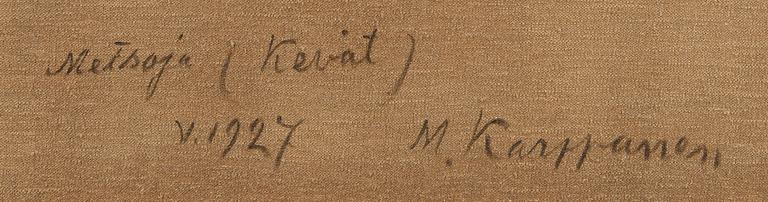 Metsoja (Kevät)
v. 1927 M. Karppanen